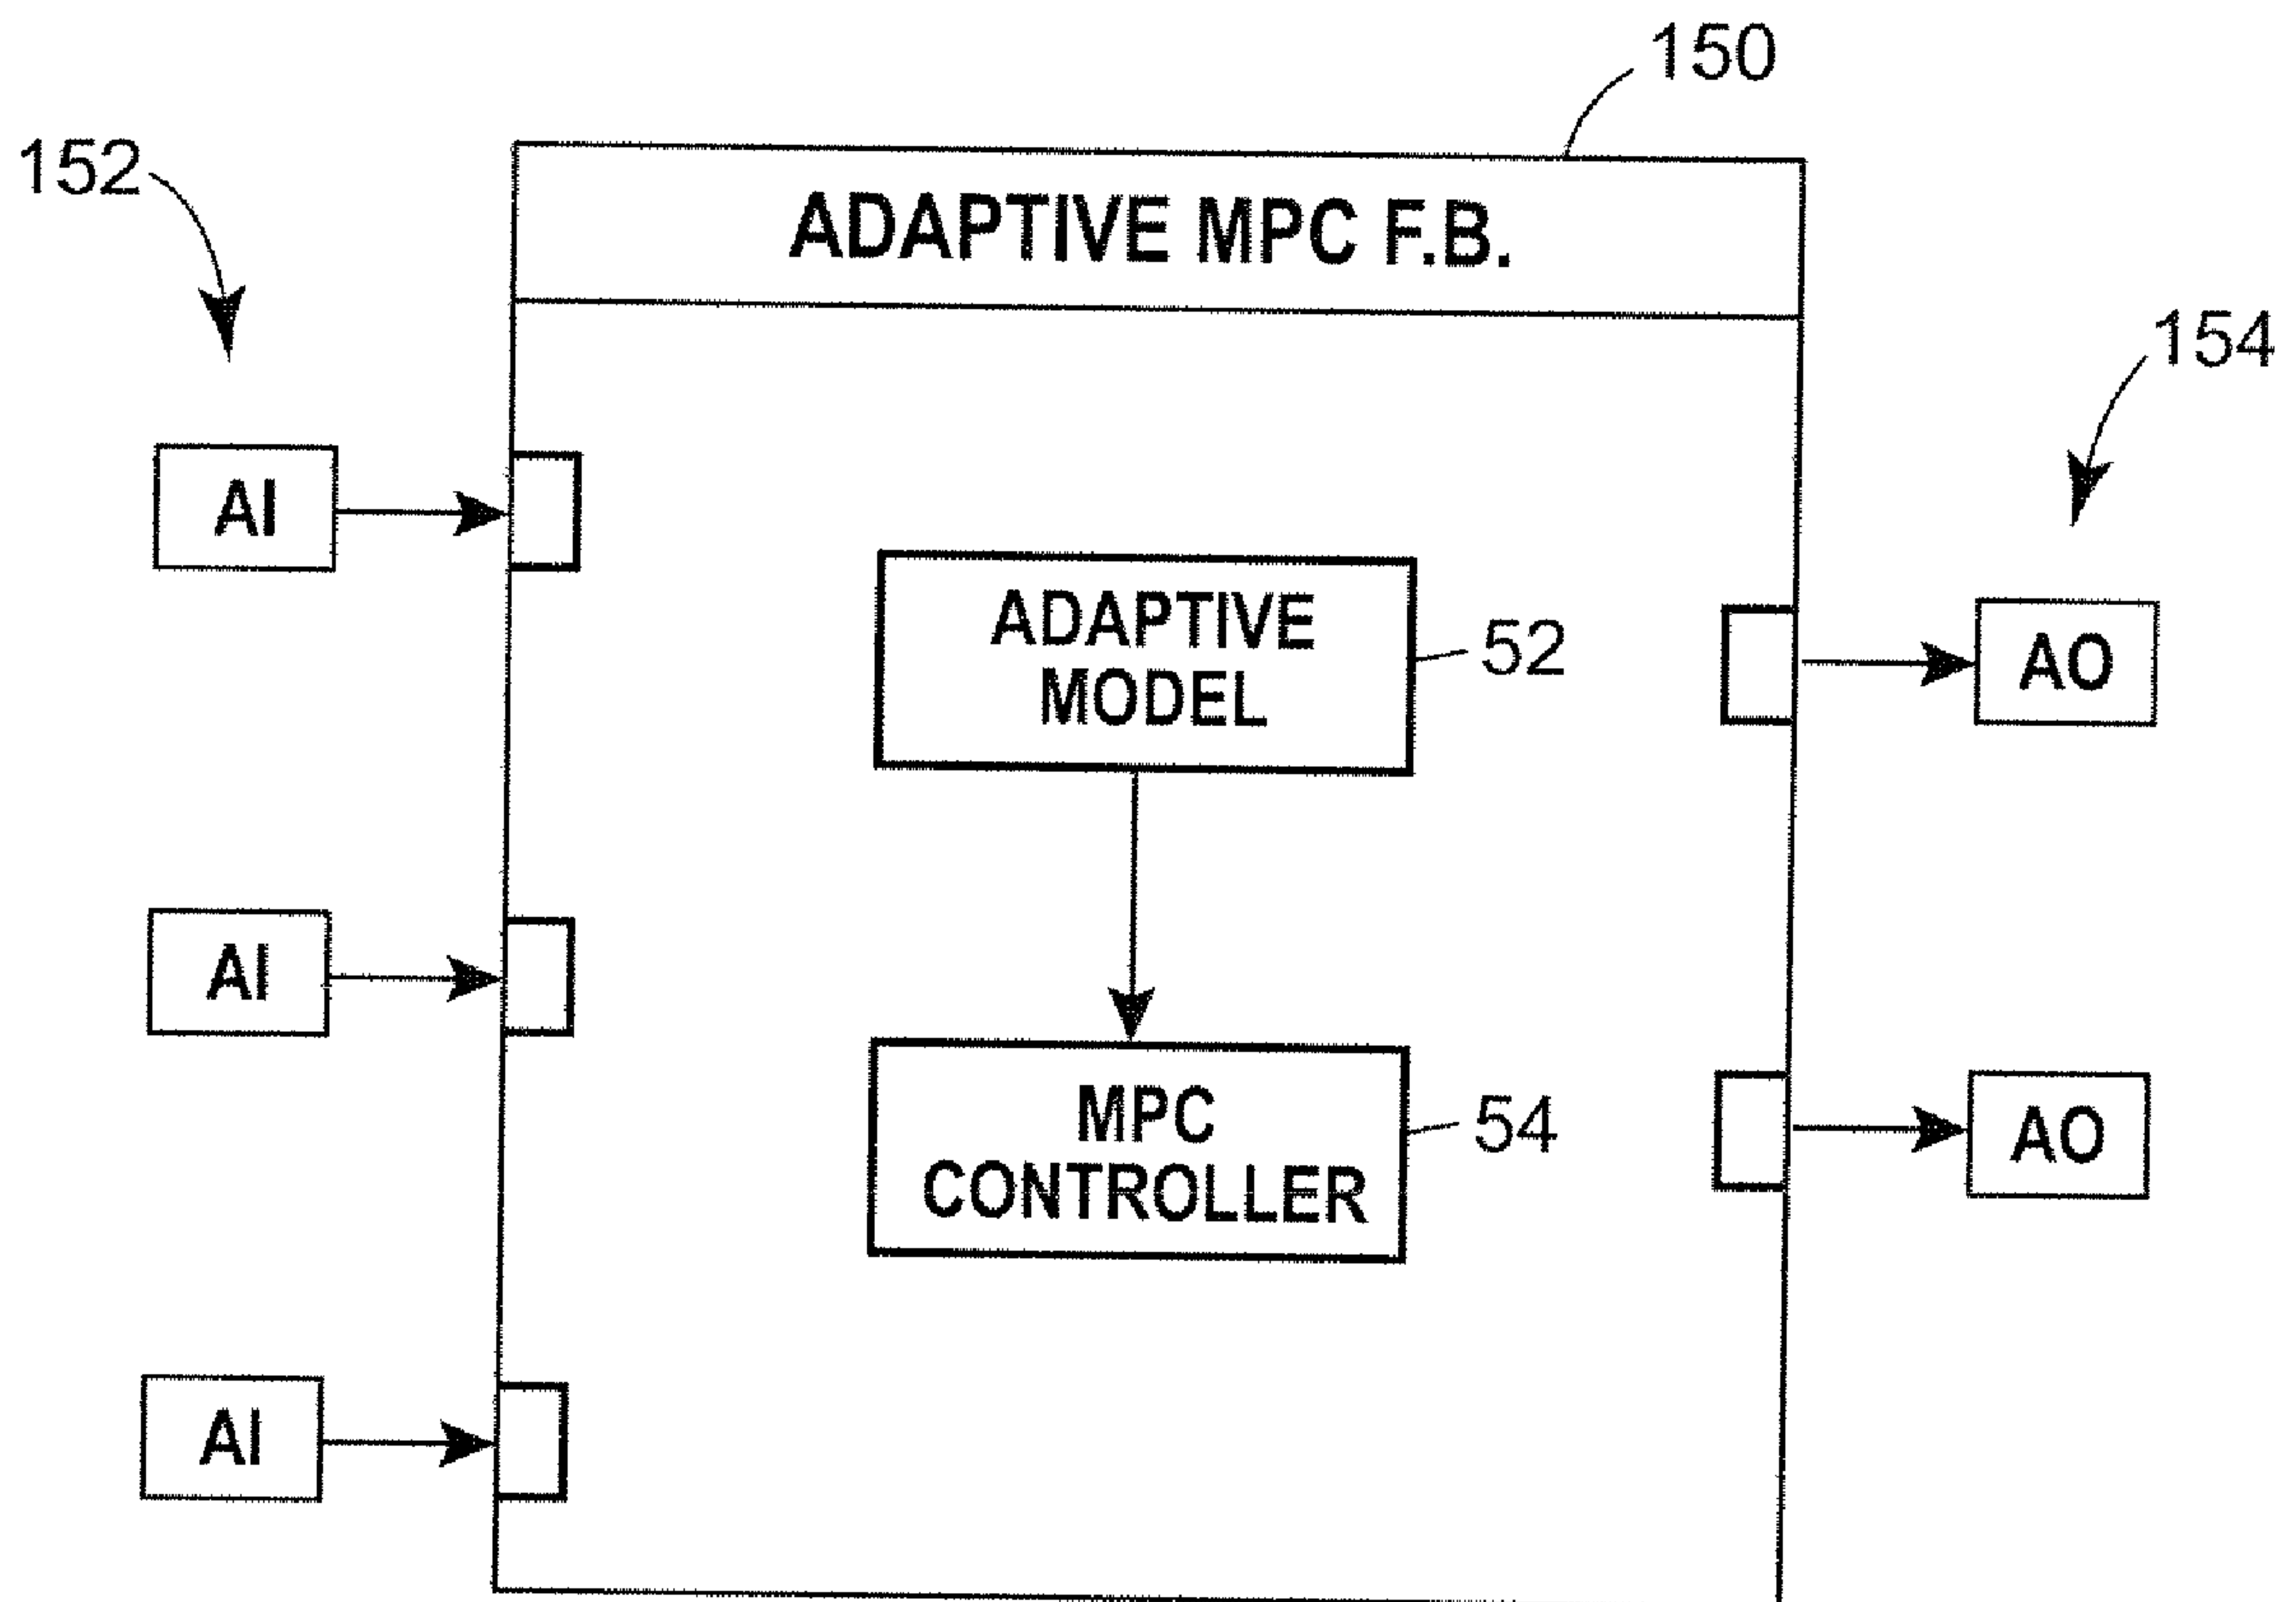 150
152
ADAPTIVE MPC F.B.
154
AI
ADAPTIVE
MODEL
52
AO
AI
MPC
CONTROLLER
54
AO
AI